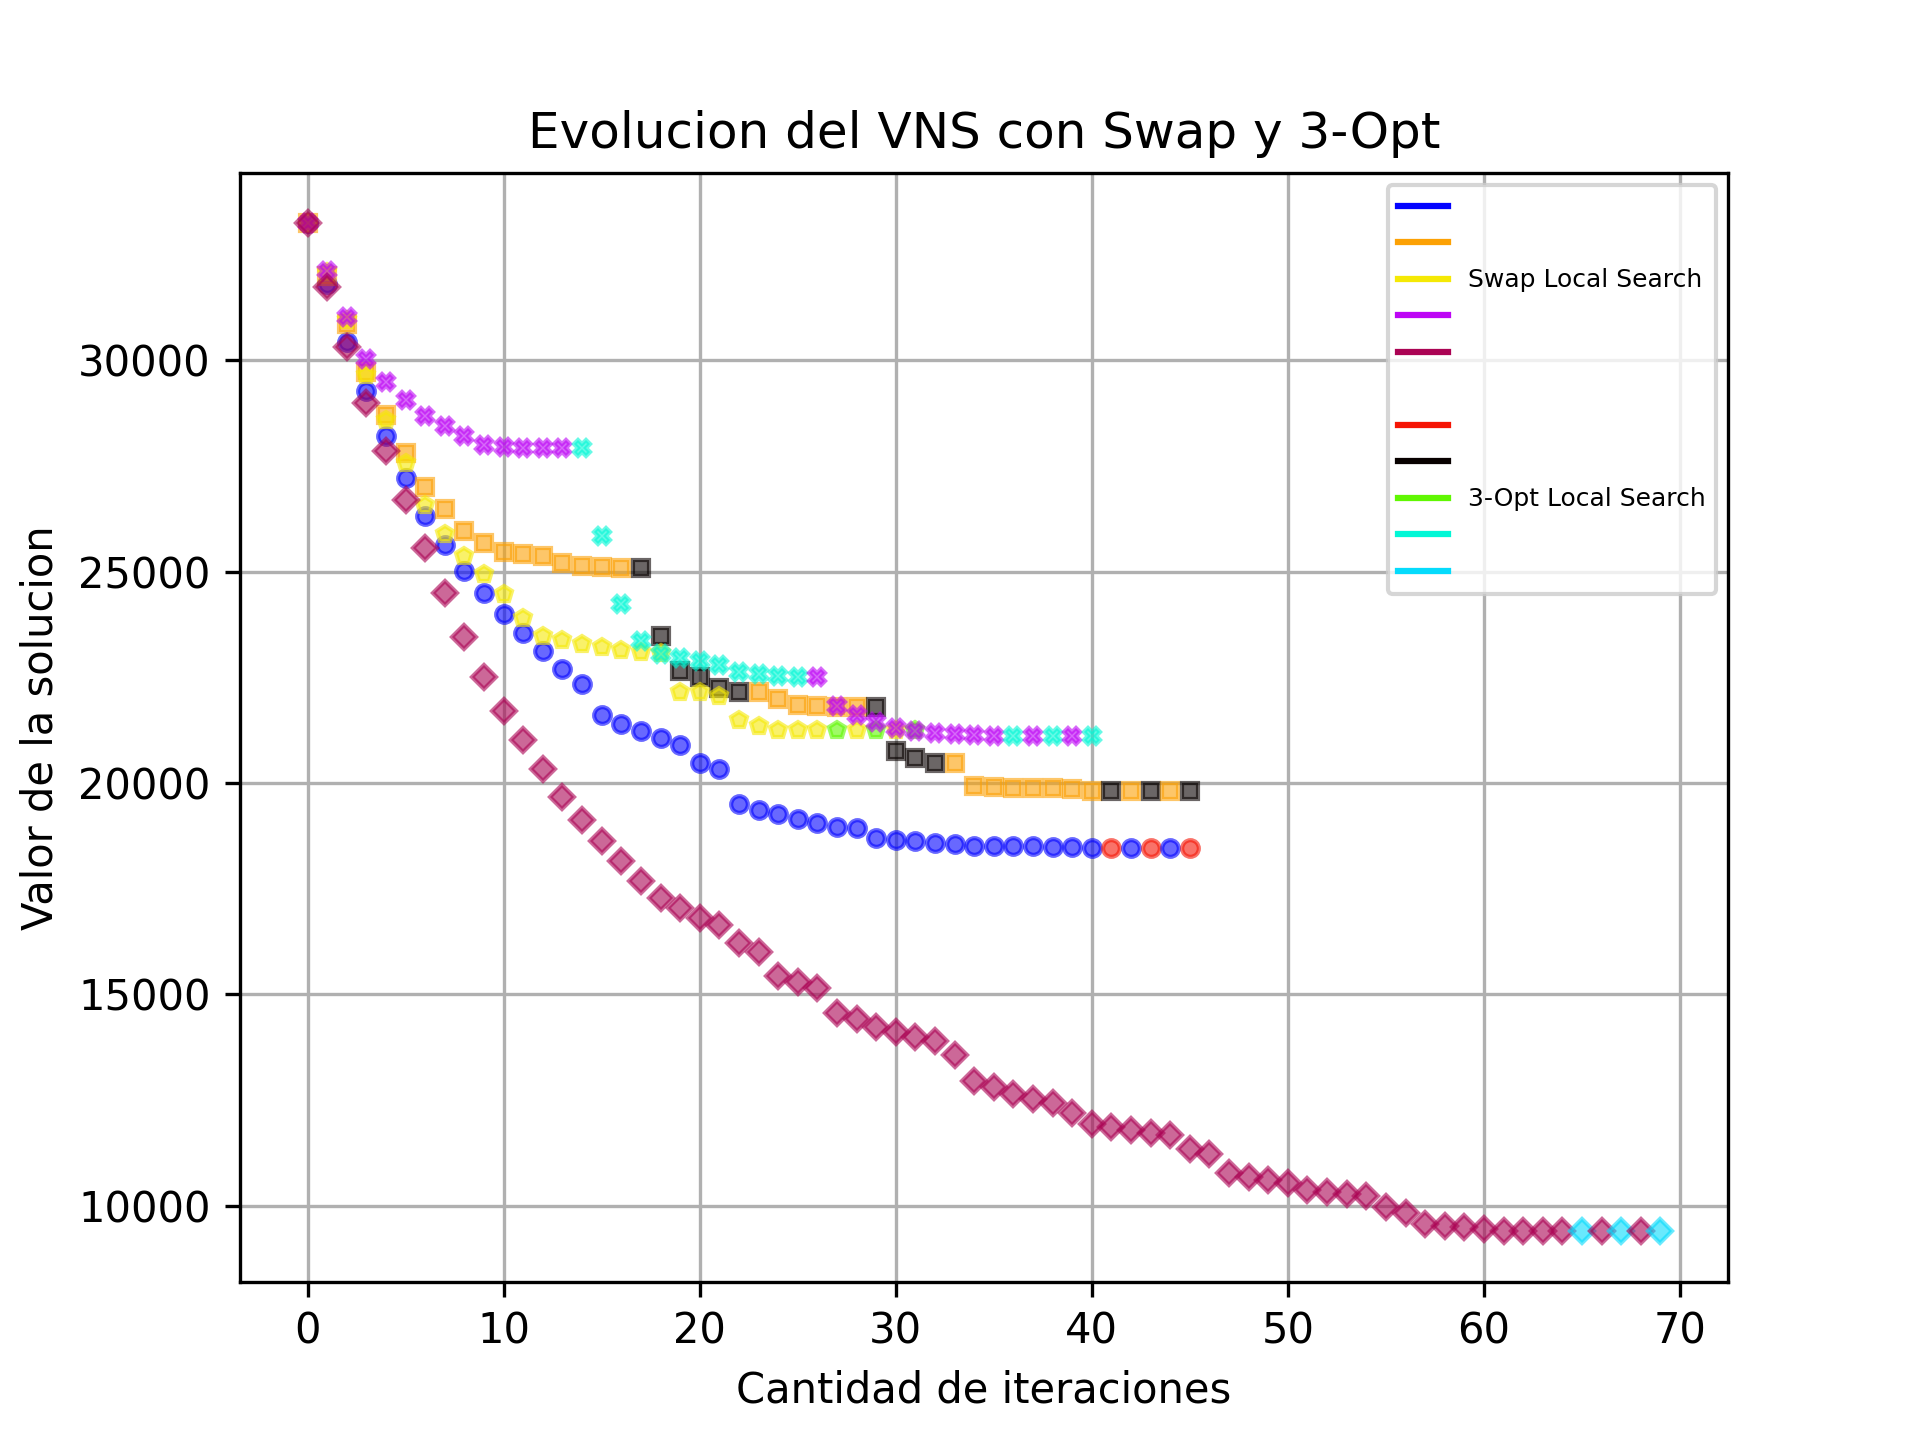 Evolucion del VNS con Swap y 3-Opt
Swap Local Search
3-Opt Local Search
Valor de la solucion
30000
25000
20000
15000
10000
0 10 20 30 40 50 60 70
Cantidad de iteraciones